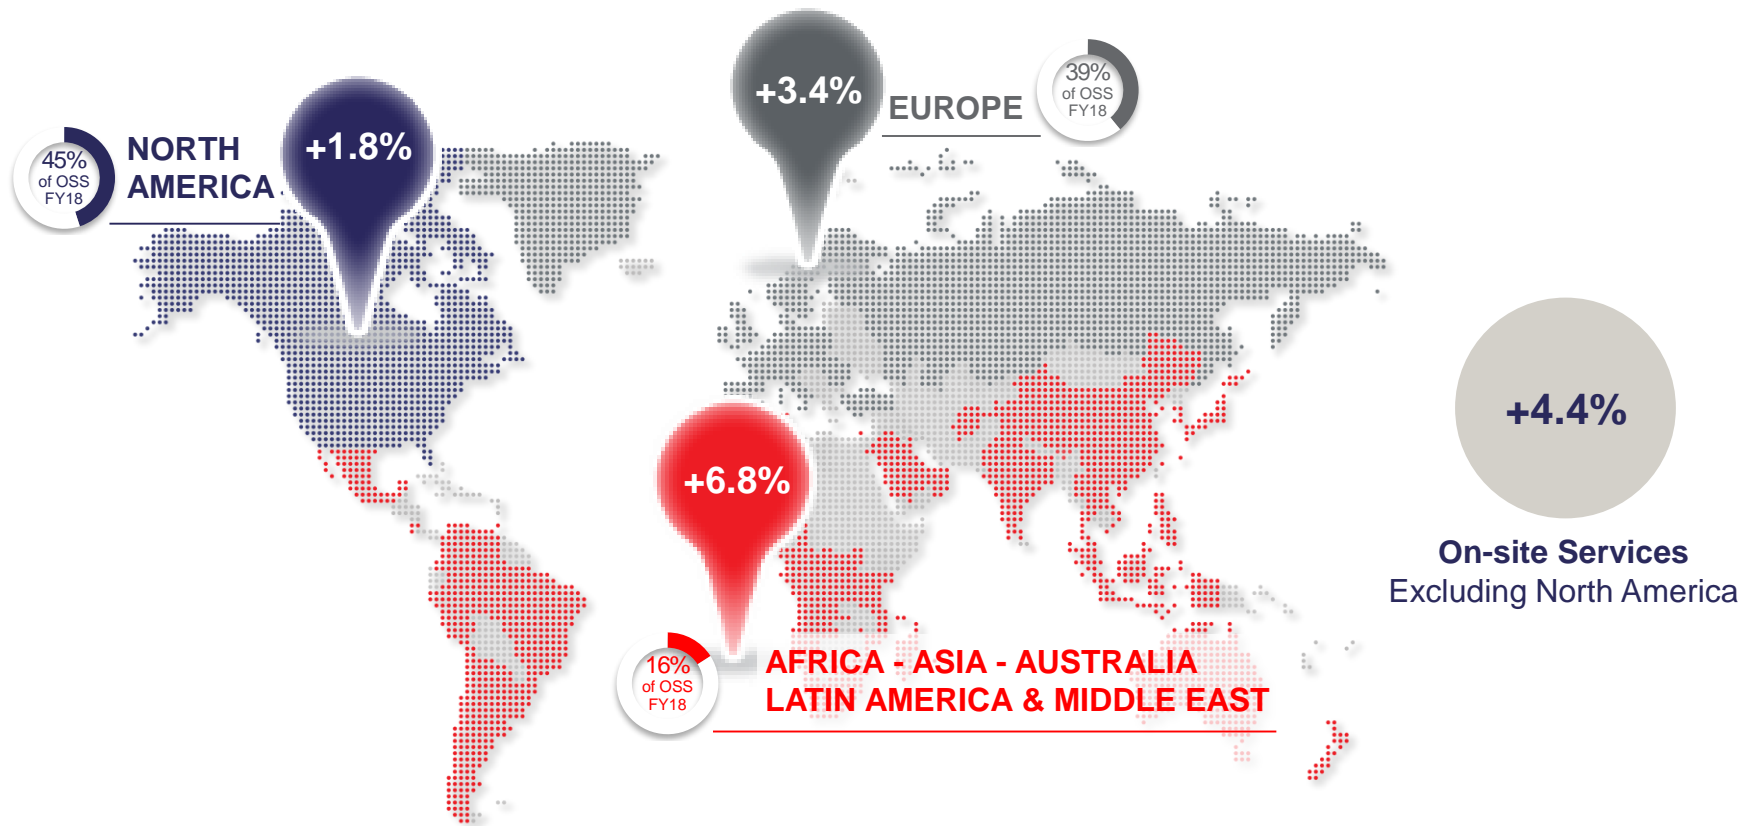 45%
of OSS
FY18
NORTH
AMERICA
+1.8%
+3.4%
EUROPE
39%
of OSS
FY18
+6.8%
16%
of OSS
FY18
AFRICA - ASIA - AUSTRALIA
LATIN AMERICA & MIDDLE EAST
+4.4%
On-site Services
Excluding North America